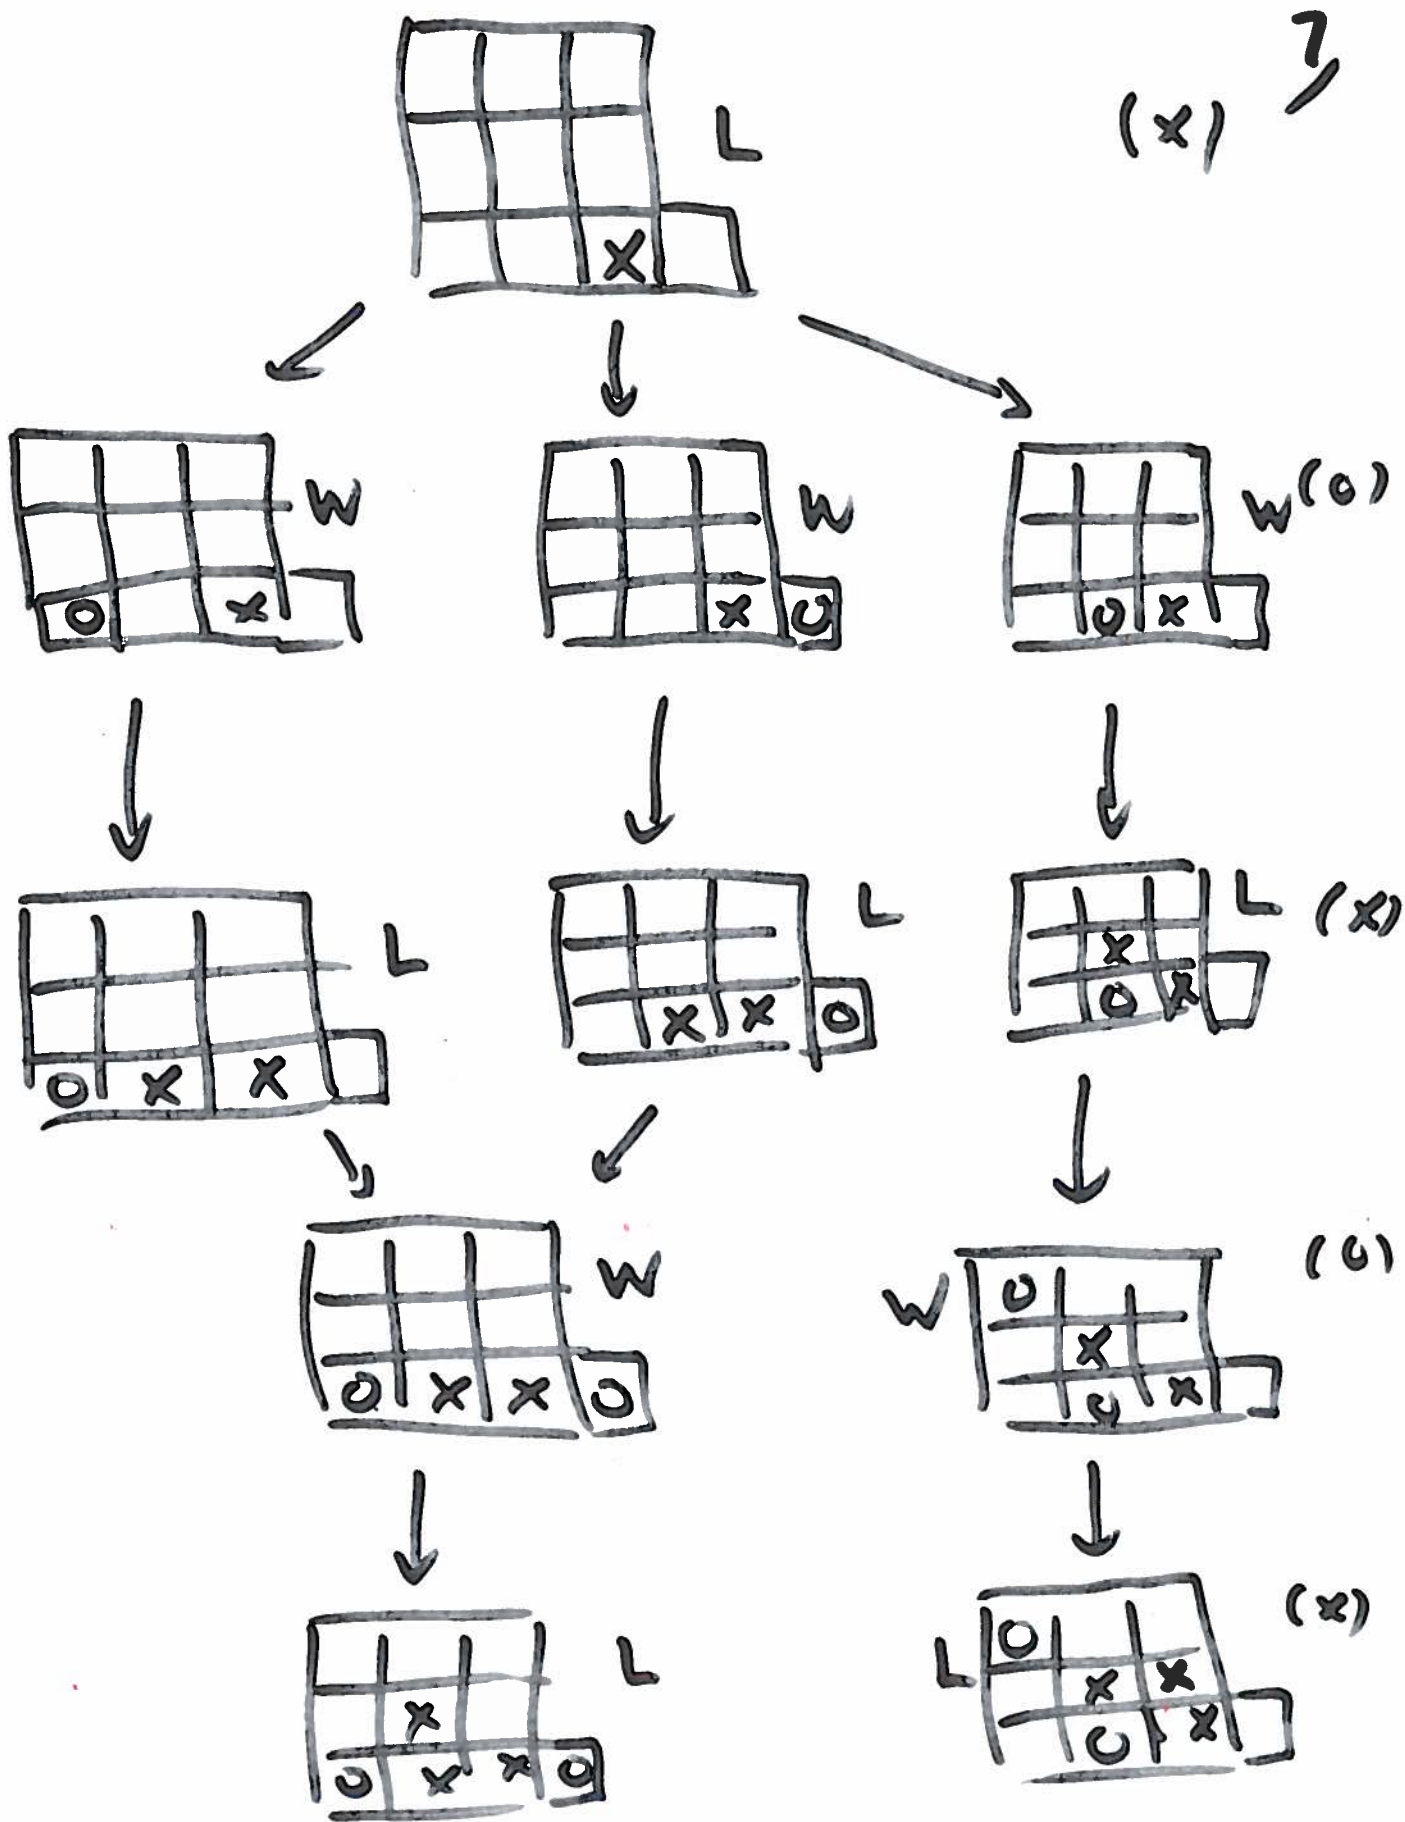 7,
L (X)
X
W W W (O)
O X X O O X
L L L (X)
X
O X X X X O O X
W W (O)
O
X
O X X O O X
L L (X)
O
X X X
O X X O O X